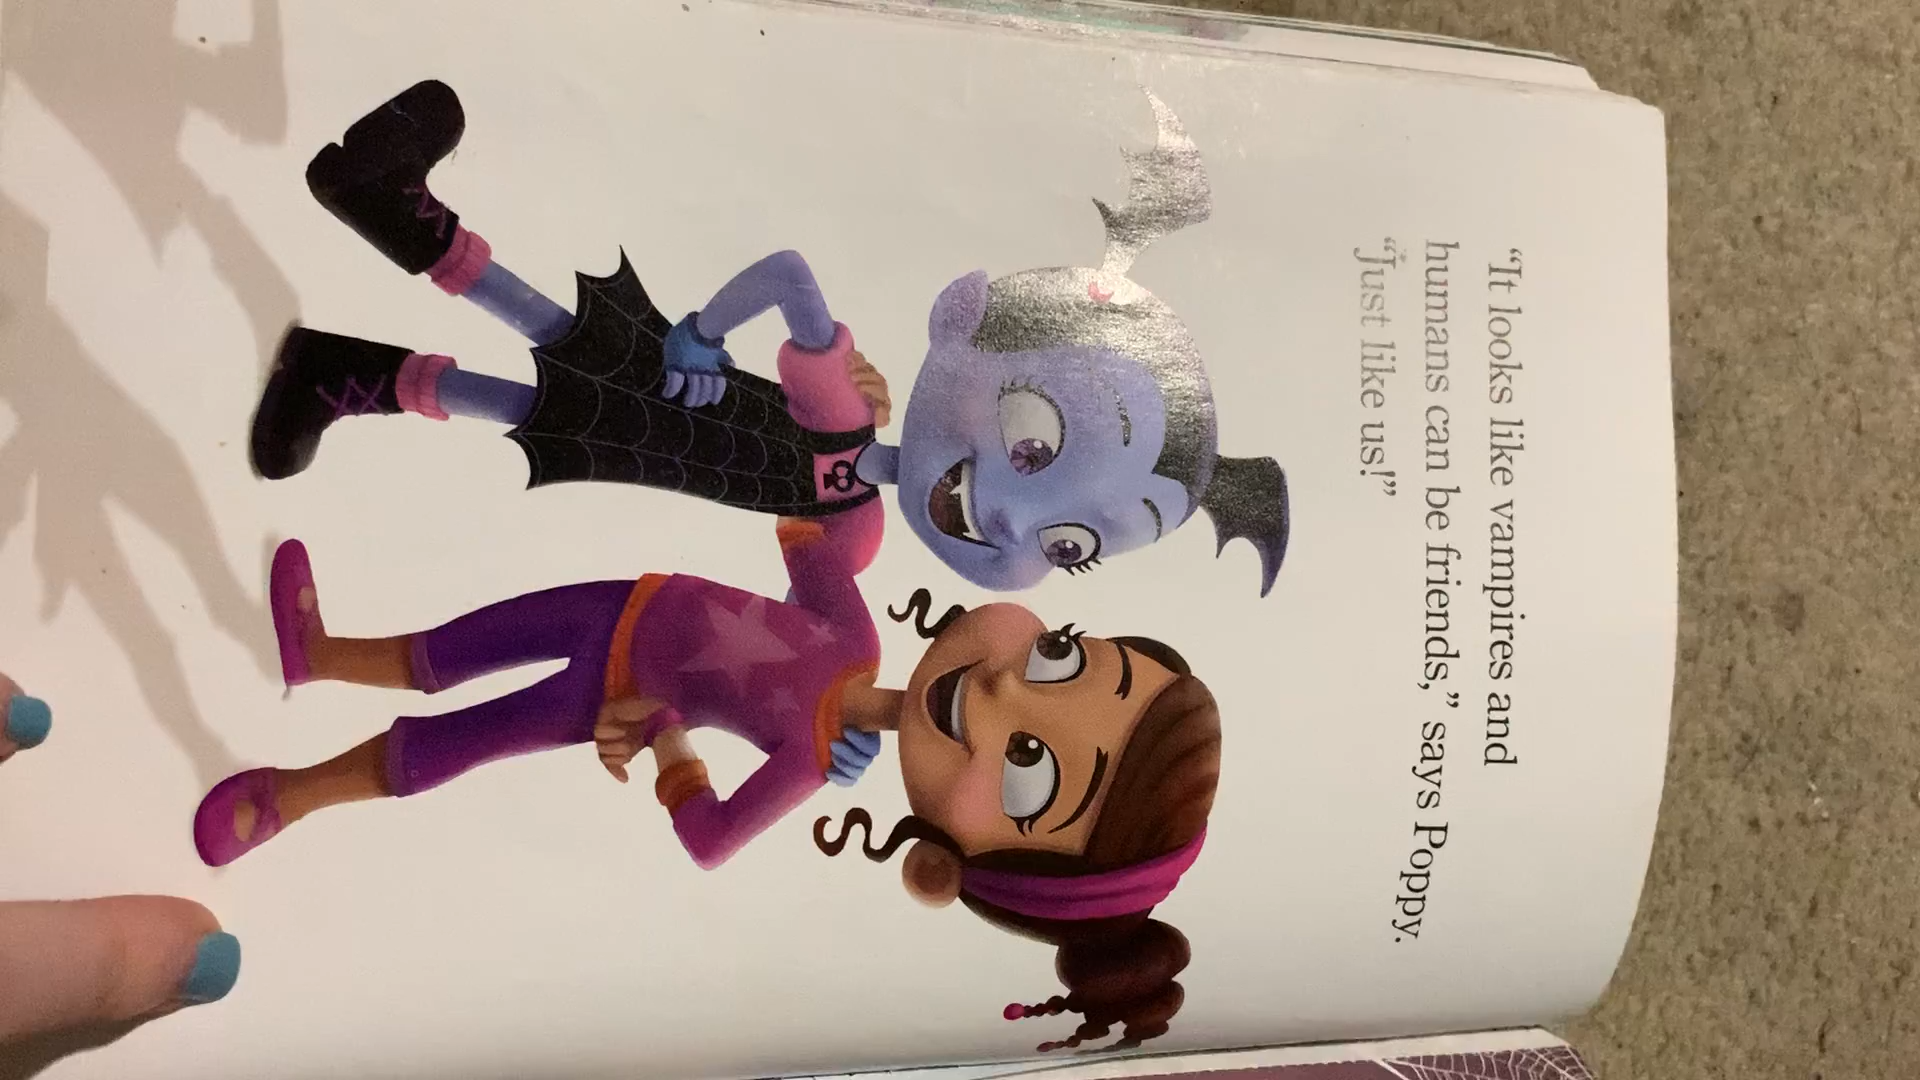 “It looks like vampires and
humans can be friends,” says Poppy.
“Just like us!”